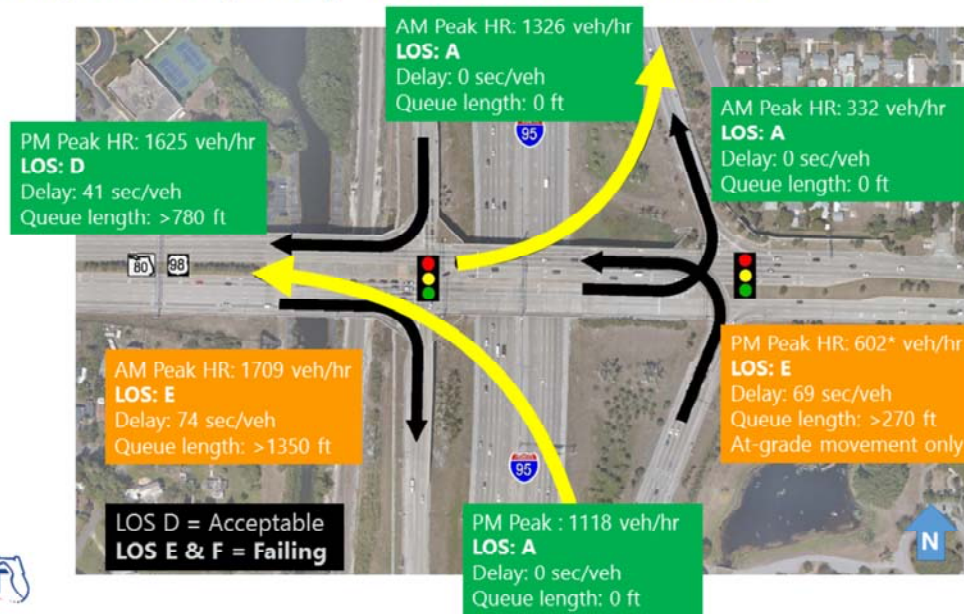 AM Peak HR: 1326 veh/hr
LOS: A
Delay: 0 sec/veh
Queue length: 0 ft
95
AM Peak HR: 332 veh/hr
LOS: A
Delay: 0 sec/veh
Queue length: 0 ft
PM Peak HR: 1625 veh/hr
LOS: D
Delay: 41 sec/veh
Queue length: >780 ft
80
98
AM Peak HR: 1709 veh/hr
LOS: E
Delay: 74 sec/veh
Queue length: >1350 ft
PM Peak HR: 602* veh/hr
LOS: E
Delay: 69 sec/veh
Queue length: >270 ft
At-grade movement only
95
LOS D = Acceptable
LOS E & F = Failing
PM Peak : 1118 veh/hr
LOS: A
Delay: 0 sec/veh
Queue length: 0 ft
N